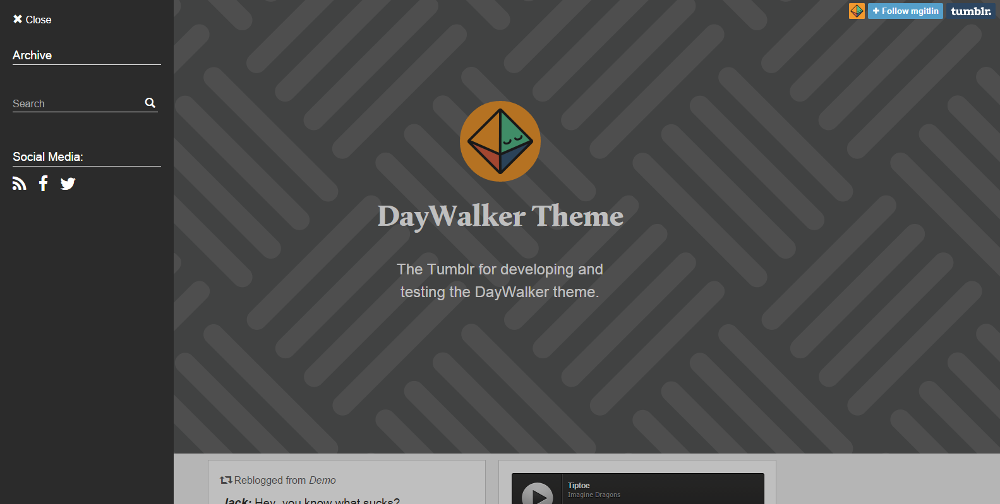 Close
Archive
Search
Social Media:
+ Follow mgitlin
tumblr.
DayWalker Theme
The Tumblr for developing and
testing the DayWalker theme.
Reblogged from Demo
Jack: Hey, you know what sucks?
Tiptoe
Imagine Dragons